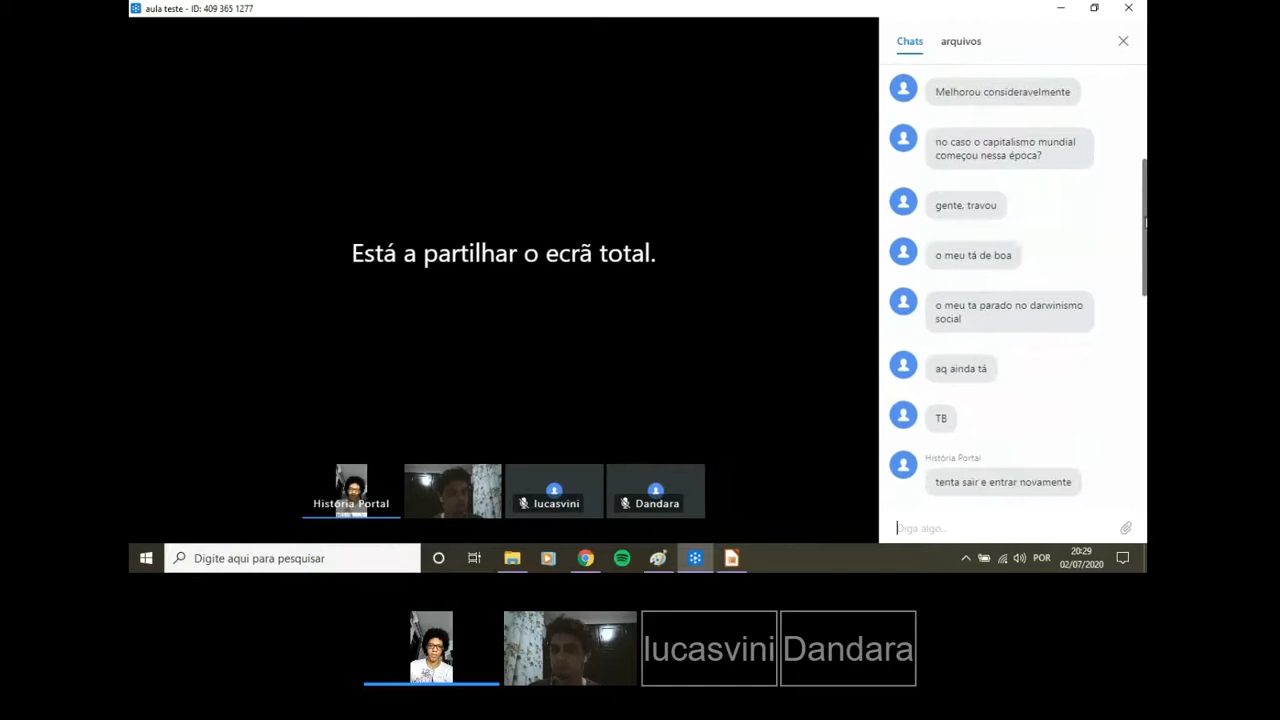 aula teste - ID: 409 365 1277
Chats
arquivos
Melhorou consideravelmente
no caso o capitalismo mundial
começou nessa época?
gente, travou
o meu tá de boa
o meu ta parado no darwinismo
social
aq ainda tá
TB
História Portal
tenta sair e entrar novamente
Diga algo...
Está a partilhar o ecrã total.
História Portal
lucasvini
Dandara
Digite aqui para pesquisar
POR
20:29
02/07/2020
lucasvini
Dandara